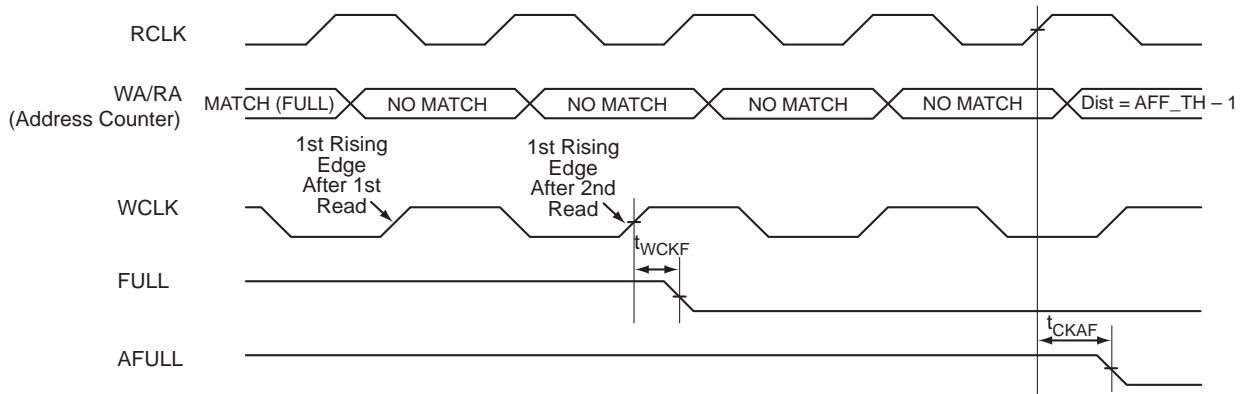 RCLK
WA/RA
(Address Counter)
MATCH (FULL)
NO MATCH
NO MATCH
NO MATCH
NO MATCH
Dist = AFF_TH – 1
1st Rising
Edge
After 1st
Read
1st Rising
Edge
After 2nd
Read
WCLK
tWCKF
FULL
tCKAF
AFULL